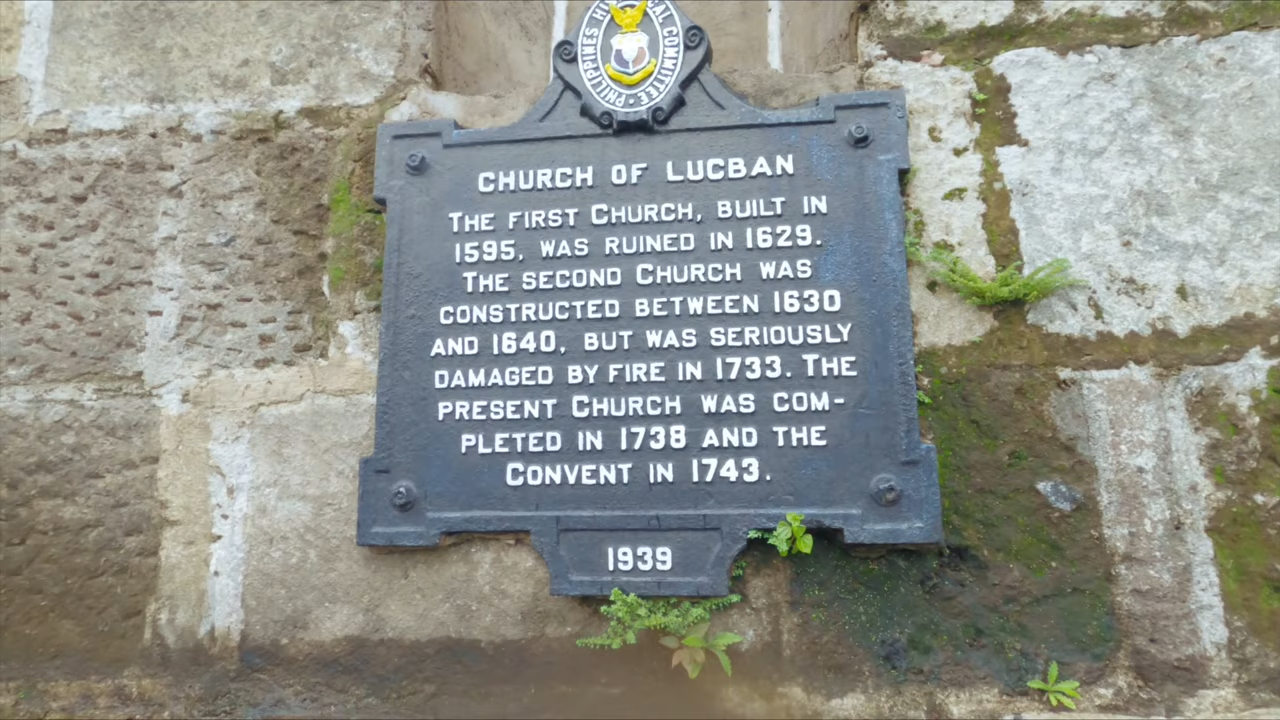 PHILIPPINES HISTORICAL COMMITTEE
CHURCH OF LUCBAN
THE FIRST CHURCH, BUILT IN
1595, WAS RUINED IN 1629.
THE SECOND CHURCH WAS
CONSTRUCTED BETWEEN 1630
AND 1640, BUT WAS SERIOUSLY
DAMAGED BY FIRE IN 1733. THE
PRESENT CHURCH WAS COM-
PLETED IN 1738 AND THE
CONVENT IN 1743.
1939